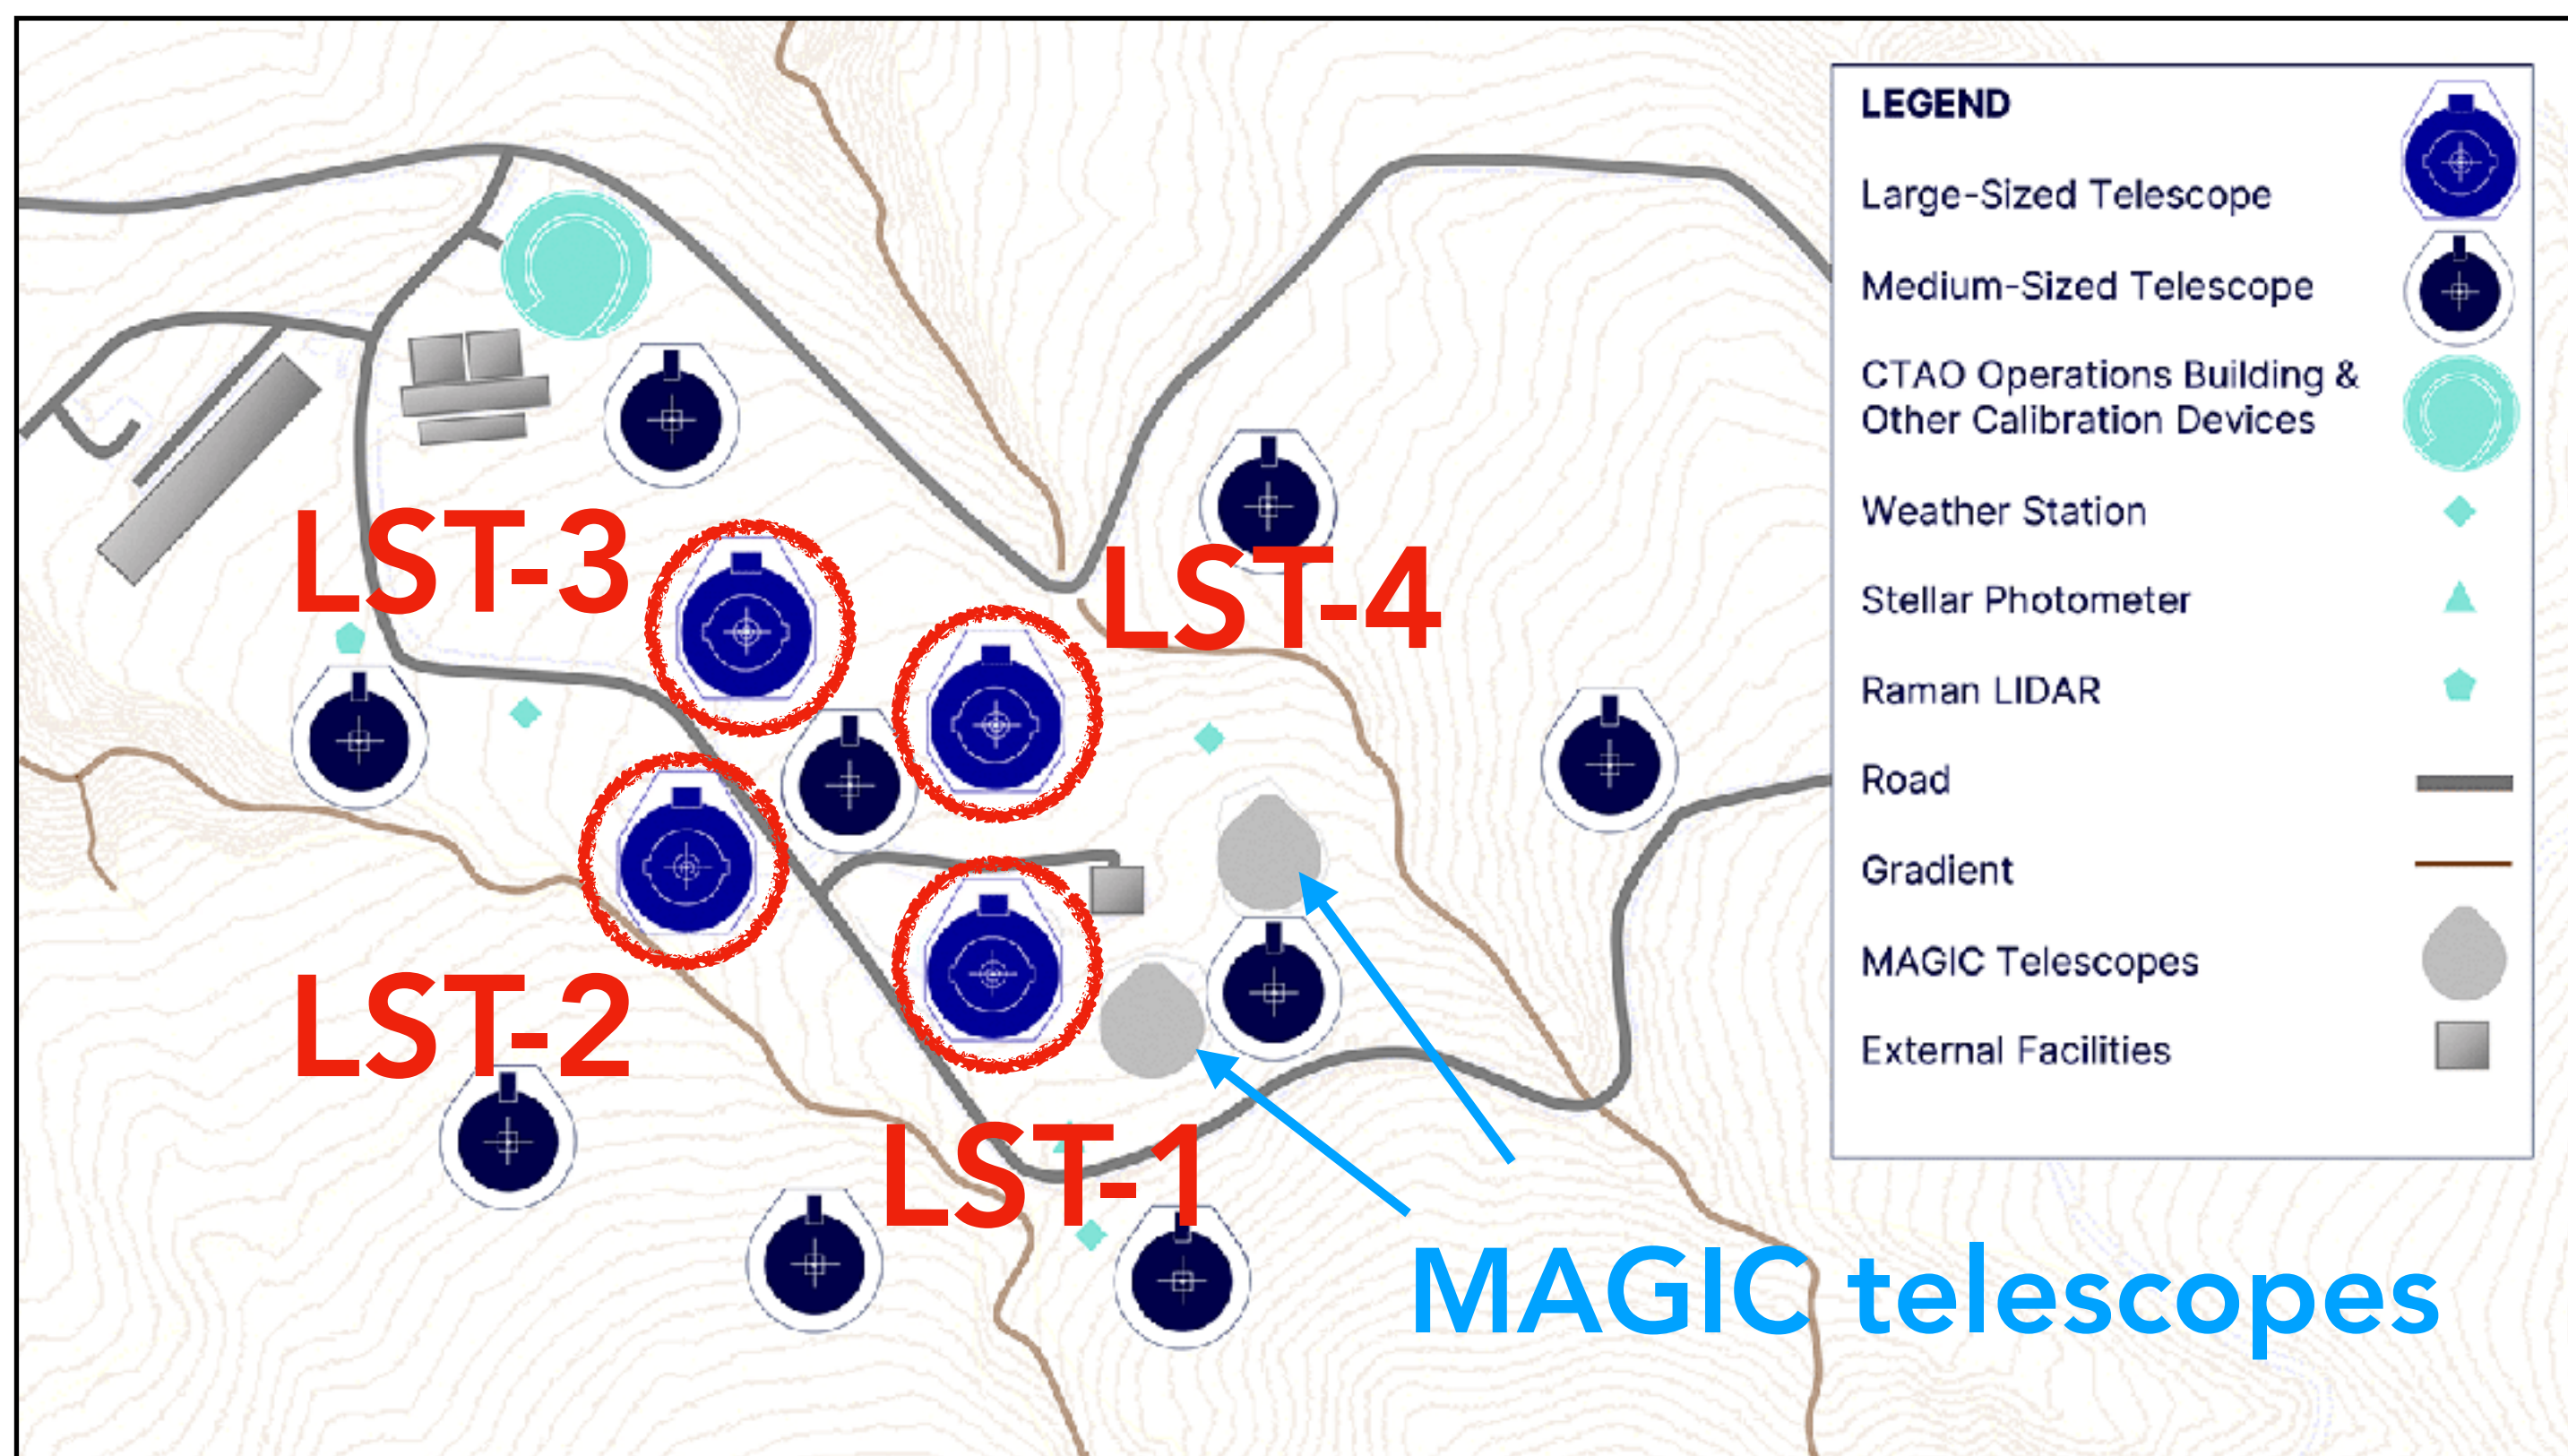 LEGEND
Large-Sized Telescope
Medium-Sized Telescope
CTAO Operations Building &
Other Calibration Devices
Weather Station
Stellar Photometer
Raman LIDAR
Road
Gradient
MAGIC Telescopes
External Facilities
LST-3
LST-4
LST-2
LST-1
MAGIC telescopes